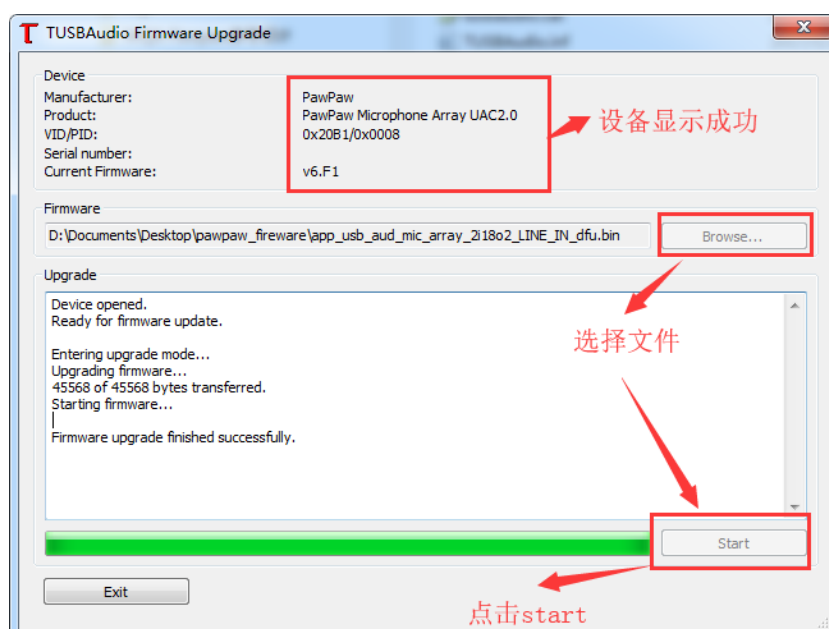 TUSBAudio Firmware Upgrade
Device
Manufacturer: PawPaw
Product: PawPaw Microphone Array UAC2.0
VID/PID: 0x20B1/0x0008
Serial number:
Current Firmware: v6.F1
设备显示成功
Firmware
D:\Documents\Desktop\pawpaw_fireware\app_usb_aud_mic_array_2i18o2_LINE_IN_dfu.bin
Browse...
Upgrade
Device opened.
Ready for firmware update.
选择文件
Entering upgrade mode...
Upgrading firmware...
45568 of 45568 bytes transferred.
Starting firmware...
Firmware upgrade finished successfully.
Start
Exit
点击start